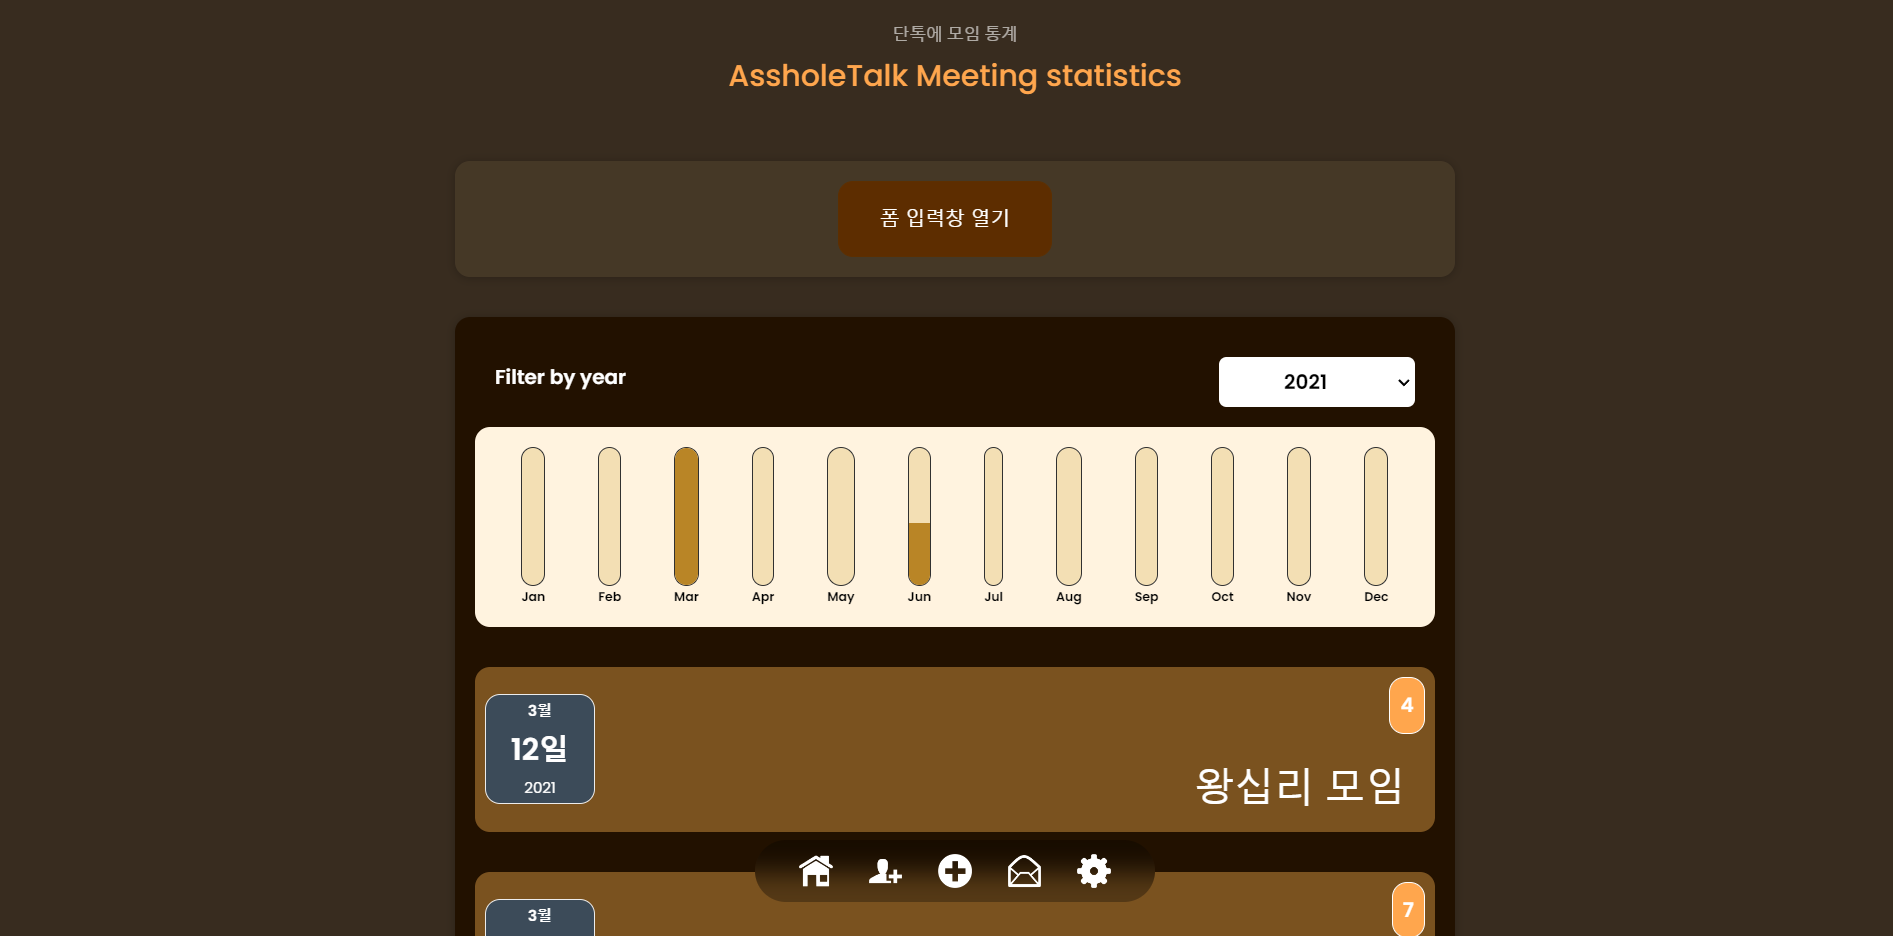 단톡에 모임 통계
AssholeTalk Meeting statistics
폼 입력창 열기
Filter by year
2021
Jan Feb Mar Apr May Jun Jul Aug Sep Oct Nov Dec
3월
12일
2021
4
왕십리 모임
3월
7